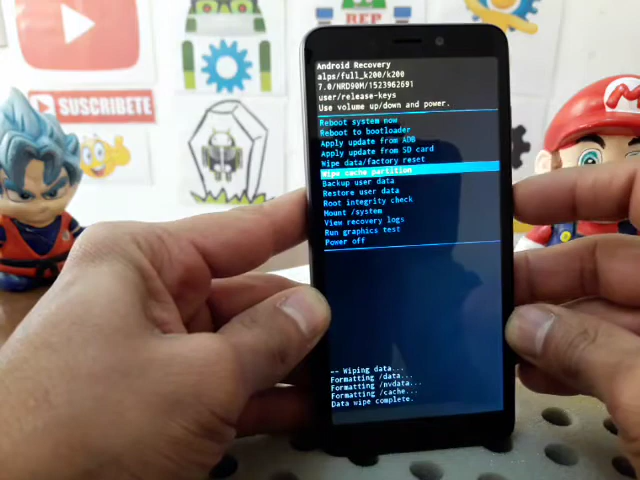 REP
SUSCRIBETE
Android Recovery
alps/full_k200/k200
7.0/NRD90M/1523962691
user/release-keys
Use volume up/down and power.
Reboot system now
Reboot to bootloader
Apply update from ADB
Apply update from SD card
Wipe data/factory reset
Wipe cache partition
Backup user data
Restore user data
Root integrity check
Mount /system
View recovery logs
Run graphics test
Power off
-- Wiping data...
Formatting /data...
Formatting /nvdata...
Formatting /cache...
Data wipe complete.